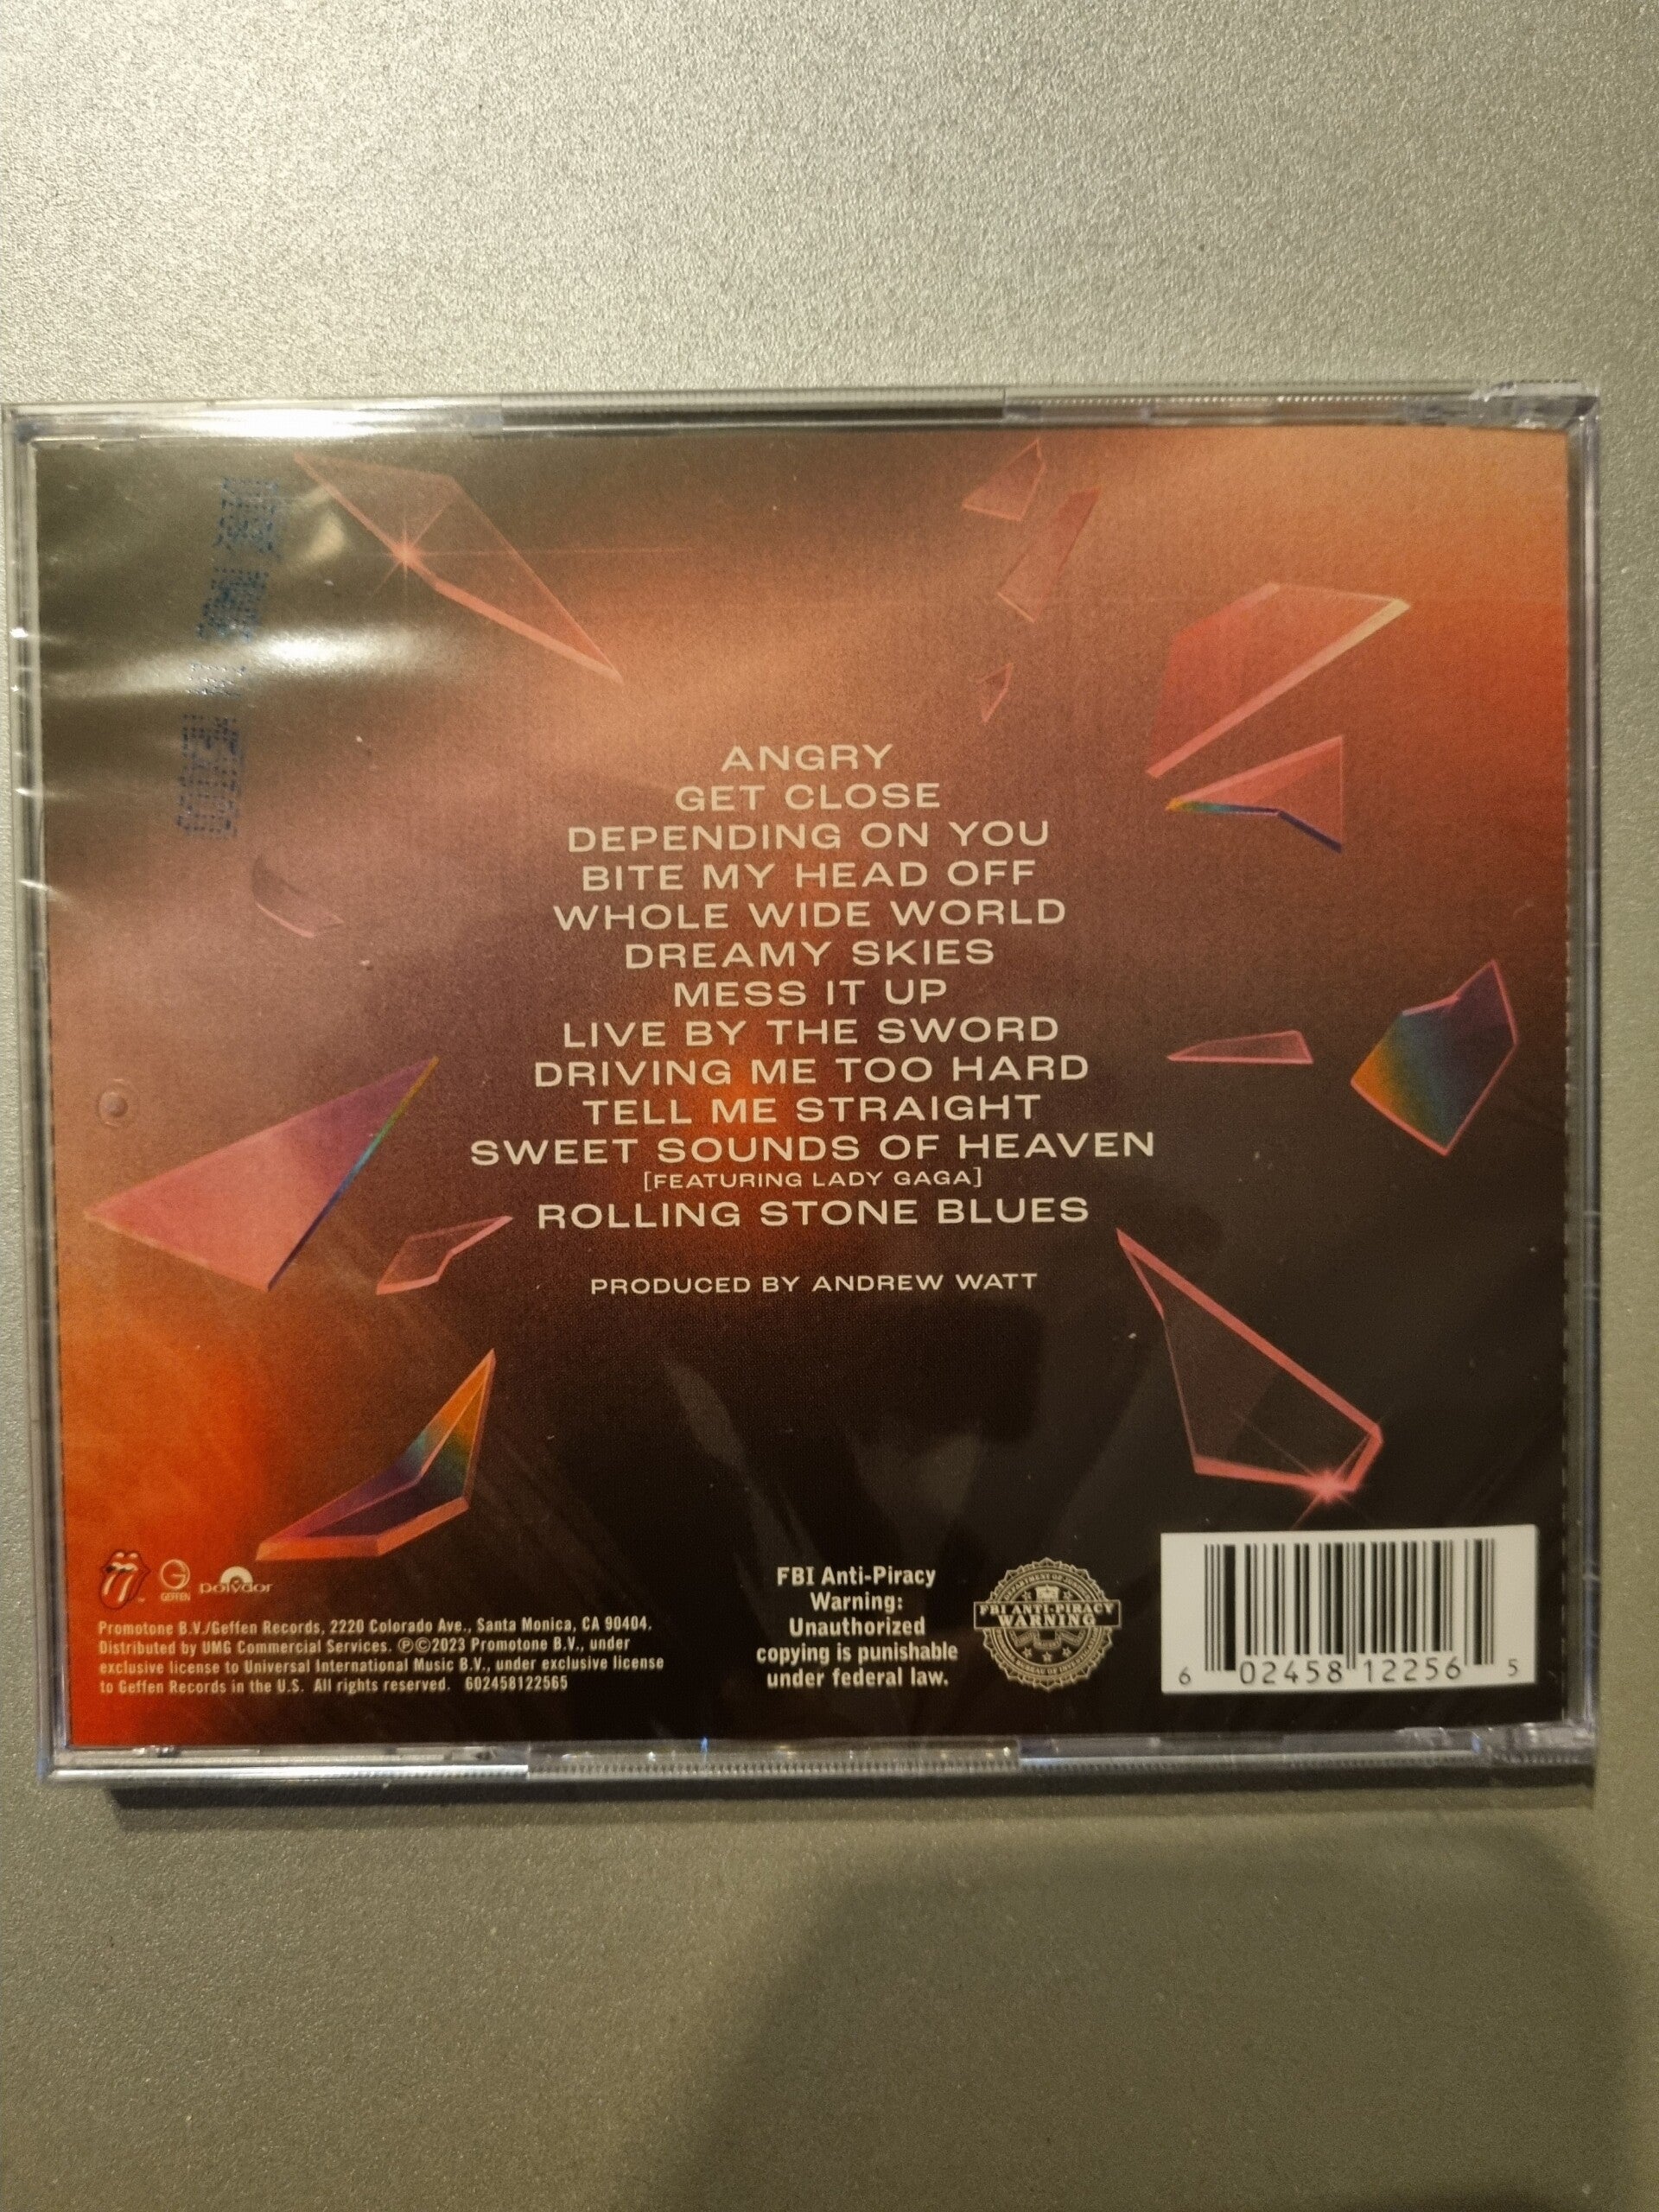 ANGRY
GET CLOSE
DEPENDING ON YOU
BITE MY HEAD OFF
WHOLE WIDE WORLD
DREAMY SKIES
MESS IT UP
LIVE BY THE SWORD
DRIVING ME TOO HARD
TELL ME STRAIGHT
SWEET SOUNDS OF HEAVEN
[FEATURING LADY GAGA]
ROLLING STONE BLUES
PRODUCED BY ANDREW WATT
GEFFEN
polydor
Promotone B.V./Geffen Records, 2220 Colorado Ave., Santa Monica, CA 90404.
Distributed by UMG Commercial Services. ℗©2023 Promotone B.V., under
exclusive license to Universal International Music B.V., under exclusive license
to Geffen Records in the U.S. All rights reserved. 602458122565
FBI Anti-Piracy
Warning:
Unauthorized
copying is punishable
under federal law.
FBI ANTI-PIRACY
WARNING
6 02458 12256 5